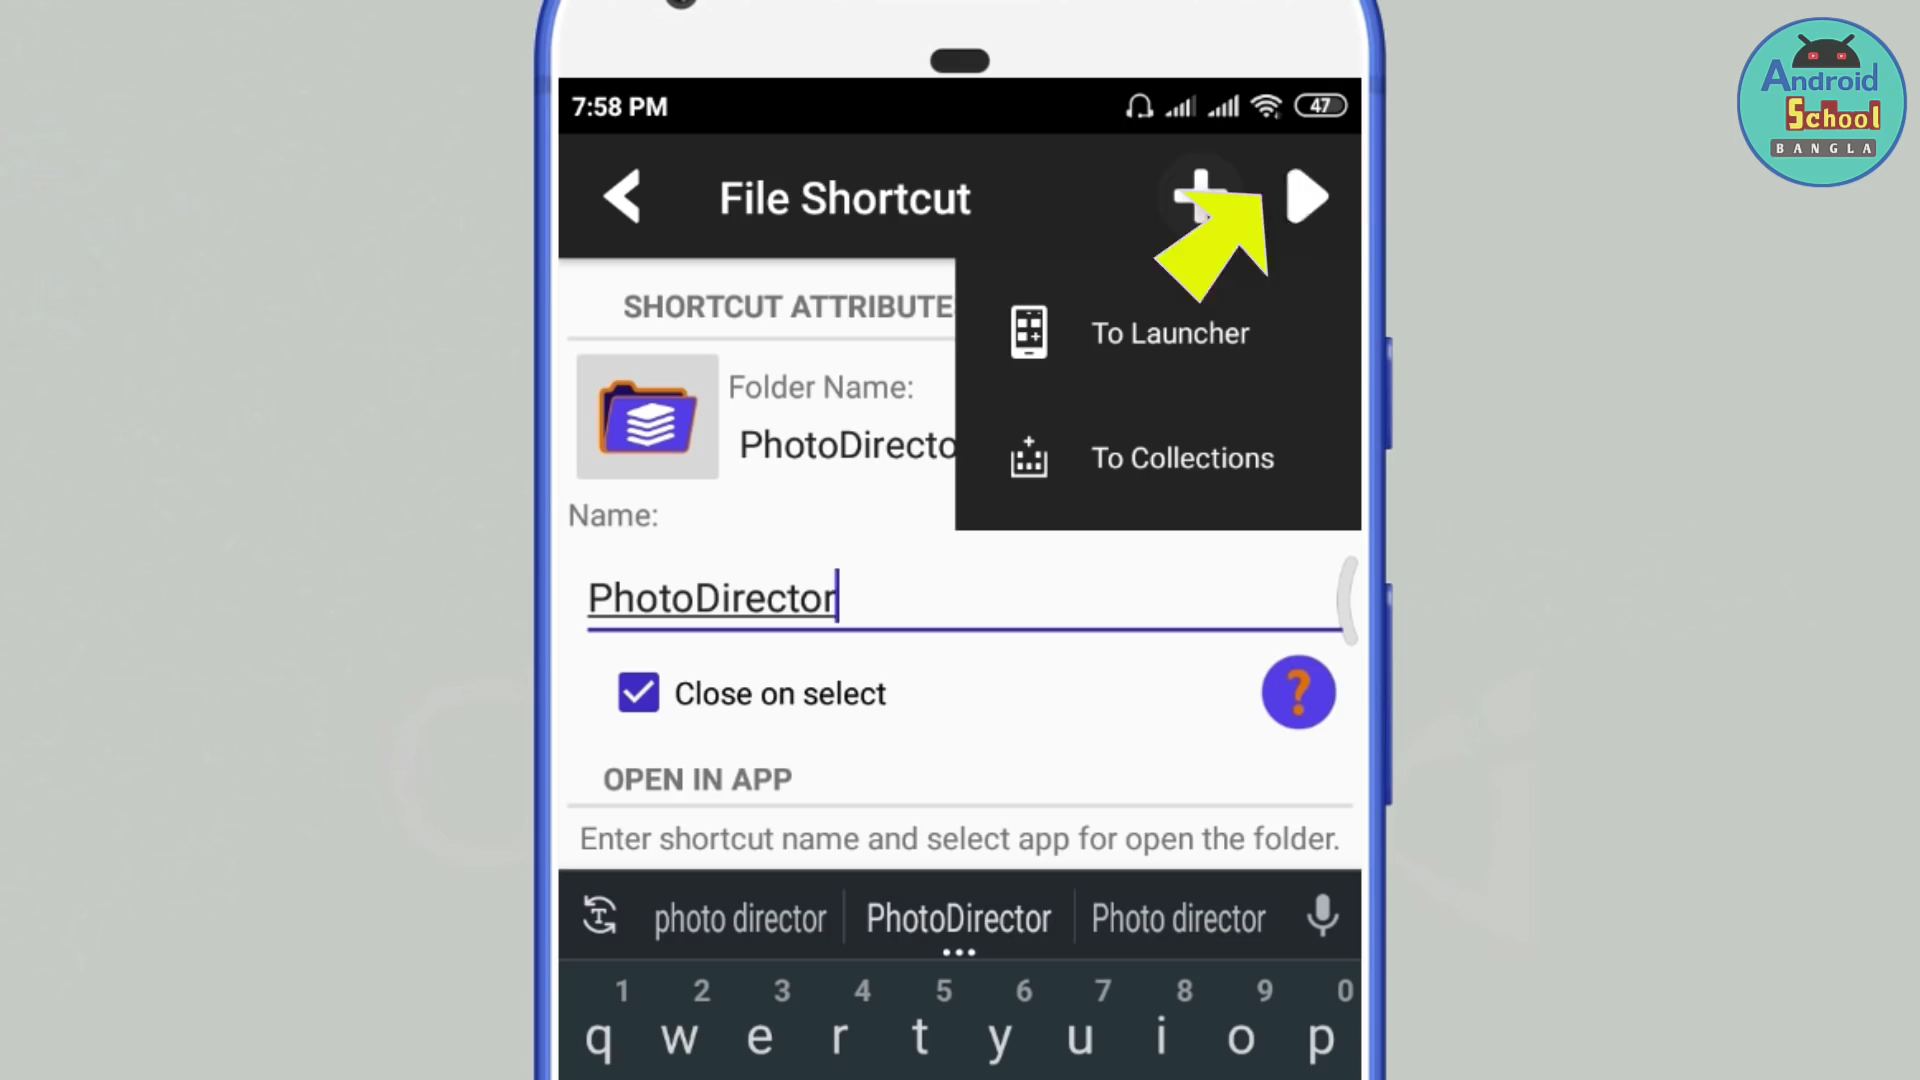 Android
School
BANGLA
7:58 PM
47
File Shortcut
To Launcher
To Collections
SHORTCUT ATTRIBUTE
Folder Name:
PhotoDirecto
Name:
PhotoDirector
Close on select
?
OPEN IN APP
Enter shortcut name and select app for open the folder.
photo director PhotoDirector Photo director
1 2 3 4 5 6 7 8 9 0
q w e r t y u i o p